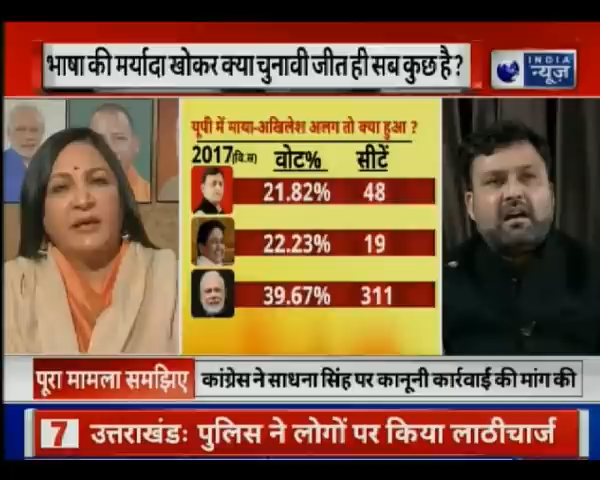 भाषा की मर्यादा खोकर क्या चुनावी जीत ही सब कुछ है?
INDIA
न्यूज़
यूपी में माया-अखिलेश अलग तो क्या हुआ ?
2017(वि.स) वोट% सीटें
21.82% 48
22.23% 19
39.67% 311
पूरा मामला समझिए
कांग्रेस ने साधना सिंह पर कानूनी कार्रवाई की मांग की
7 उत्तराखंडः पुलिस ने लोगों पर किया लाठीचार्ज